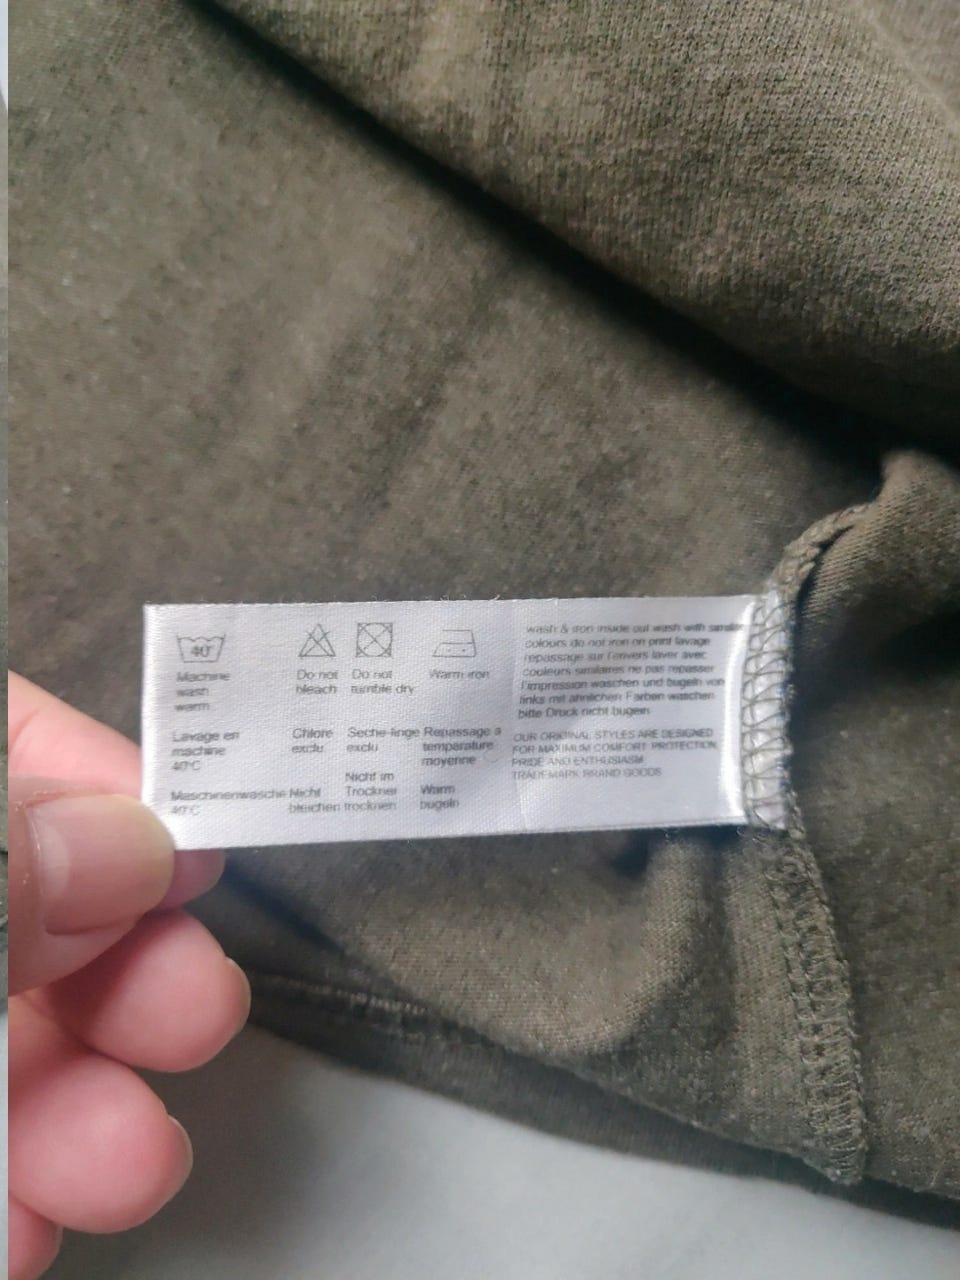 40°
Machine
wash
warm
Do not
bleach
Do not
tumble dry
Warm iron
Lavage en
machine
40°C
Chlore
exclu
Seche-linge
exclu
Repassage a
temperature
moyenne
Maschinenwasche
40°C
Nicht
bleichen
Nicht im
Trockner
trocknen
Warm
bugeln
wash & iron inside out wash with similar
colours do not iron on print lavage
repassage sur l'envers laver avec
couleurs similaires ne pas repasser
l'impression waschen und bugeln von
links mit ahnlichen Farben waschen
bitte Druck nicht bugeln
OUR ORIGINAL STYLES ARE DESIGNED
FOR MAXIMUM COMFORT PROTECTION,
PRIDE AND ENTHUSIASM
TRADEMARK BRAND GOODS